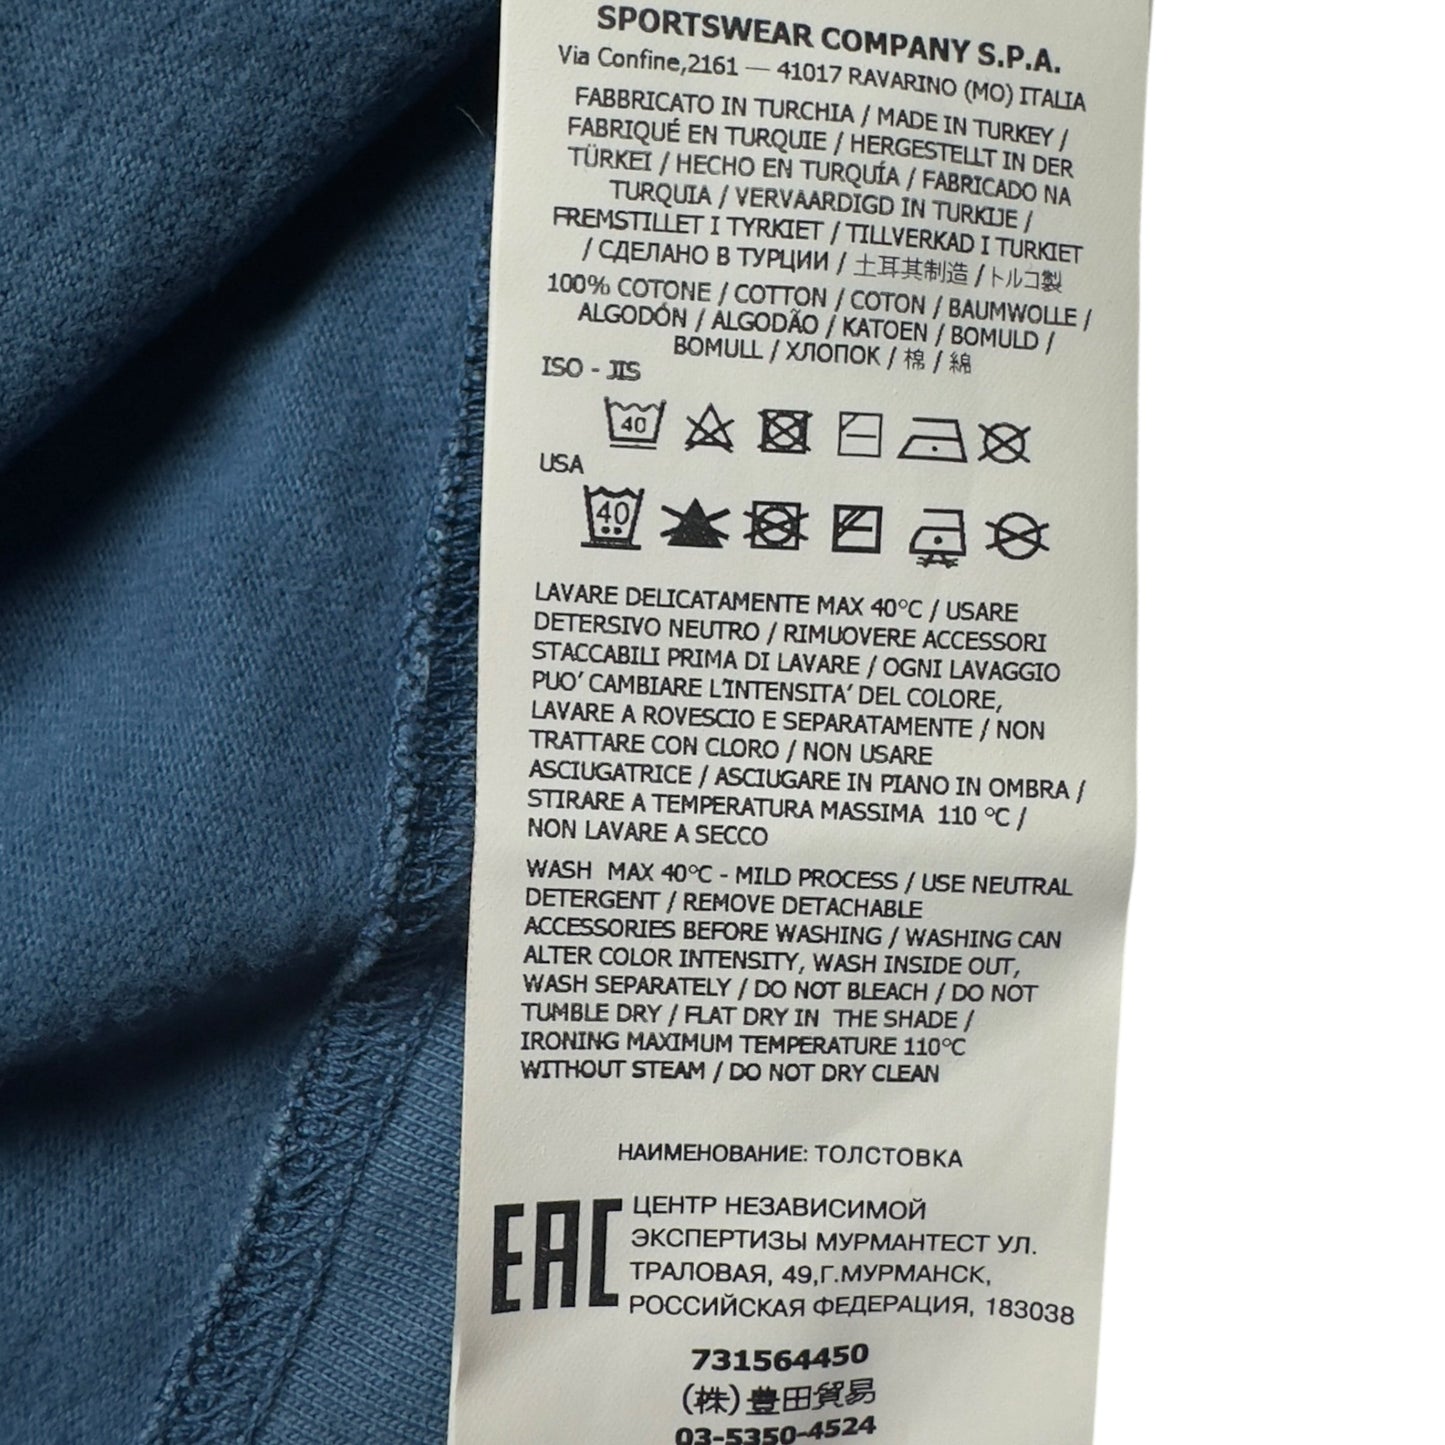 SPORTSWEAR COMPANY S.P.A.
Via Confine,2161 — 41017 RAVARINO (MO) ITALIA
FABBRICATO IN TURCHIA / MADE IN TURKEY /
FABRIQUÉ EN TURQUIE / HERGESTELLT IN DER
TÜRKEI / HECHO EN TURQUÍA / FABRICADO NA
TURQUIA / VERVAARDIGD IN TURKIJE /
FREMSTILLET I TYRKIET / TILLVERKAD I TURKIET
/ СДЕЛАНО В ТУРЦИИ / 土耳其制造 / トルコ製
100% COTONE / COTTON / COTON / BAUMWOLLE /
ALGODÓN / ALGODÃO / KATOEN / BOMULD /
BOMULL / ХЛОПОК / 棉 / 綿
ISO - JIS
40
USA
40
LAVARE DELICATAMENTE MAX 40°C / USARE
DETERSIVO NEUTRO / RIMUOVERE ACCESSORI
STACCABILI PRIMA DI LAVARE / OGNI LAVAGGIO
PUO' CAMBIARE L'INTENSITA' DEL COLORE,
LAVARE A ROVESCIO E SEPARATAMENTE / NON
TRATTARE CON CLORO / NON USARE
ASCIUGATRICE / ASCIUGARE IN PIANO IN OMBRA /
STIRARE A TEMPERATURA MASSIMA 110 °C /
NON LAVARE A SECCO
WASH MAX 40°C - MILD PROCESS / USE NEUTRAL
DETERGENT / REMOVE DETACHABLE
ACCESSORIES BEFORE WASHING / WASHING CAN
ALTER COLOR INTENSITY, WASH INSIDE OUT,
WASH SEPARATELY / DO NOT BLEACH / DO NOT
TUMBLE DRY / FLAT DRY IN THE SHADE /
IRONING MAXIMUM TEMPERATURE 110°C
WITHOUT STEAM / DO NOT DRY CLEAN
НАИМЕНОВАНИЕ: ТОЛСТОВКА
EAC
ЦЕНТР НЕЗАВИСИМОЙ
ЭКСПЕРТИЗЫ МУРМАНТЕСТ УЛ.
ТРАЛОВАЯ, 49,Г.МУРМАНСК,
РОССИЙСКАЯ ФЕДЕРАЦИЯ, 183038
731564450
(株)豊田貿易
03-5350-4524